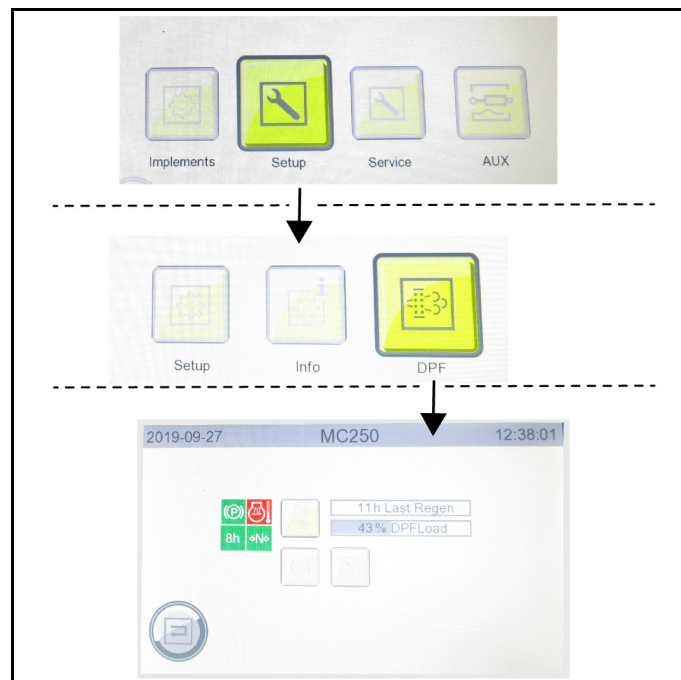 Implements Setup Service AUX
Setup Info DPF
2019-09-27 MC250 12:38:01
(P)
11h Last Regen
8h N
43% DPFLoad